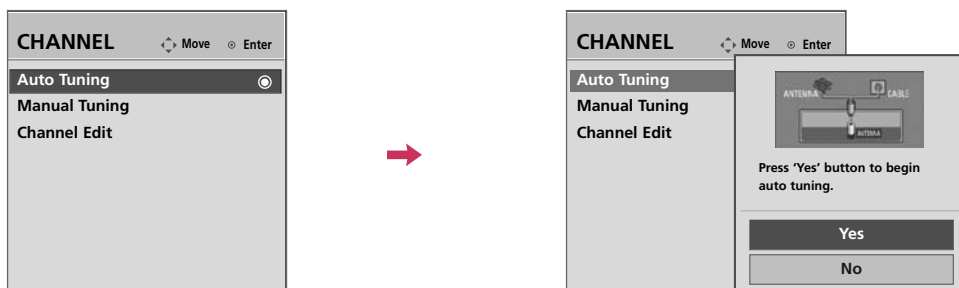 CHANNEL Move Enter
Auto Tuning
Manual Tuning
Channel Edit
CHANNEL Move Enter
Auto Tuning
Manual Tuning
Channel Edit
ANTENNA CABLE
ANTENNA
Press ‘Yes’ button to begin
auto tuning.
Yes
No